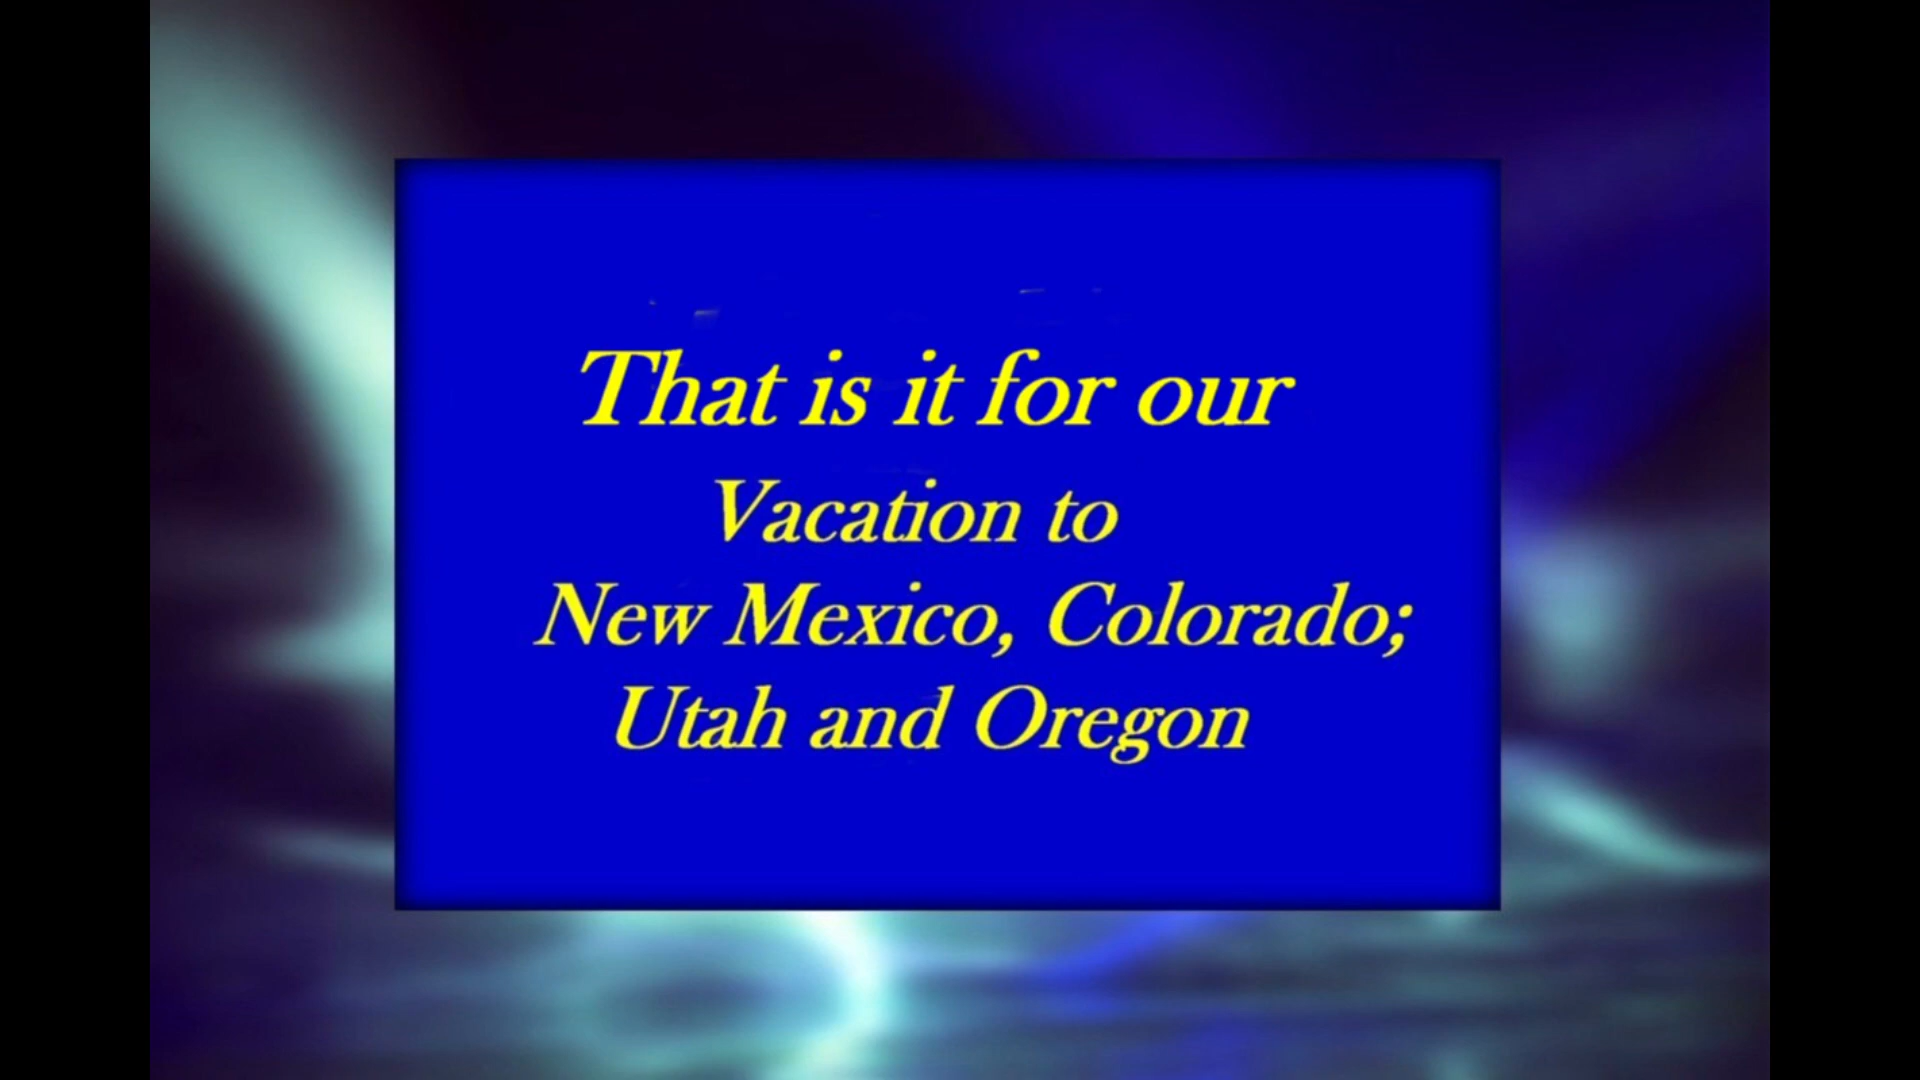 That is it for our
Vacation to
New Mexico, Colorado;
Utah and Oregon